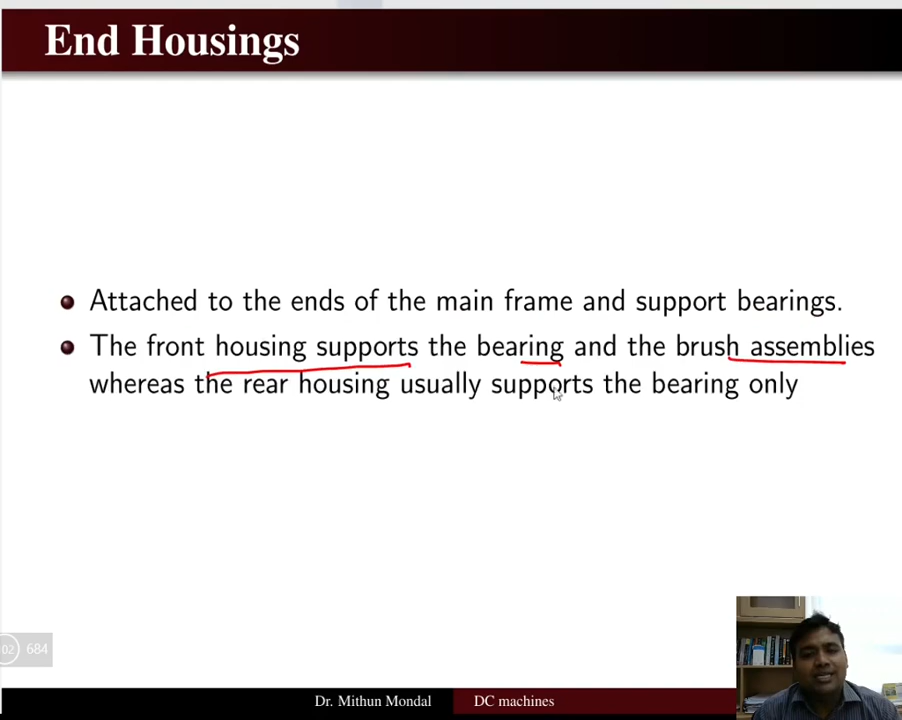 End Housings
Attached to the ends of the main frame and support bearings.
The front housing supports the bearing and the brush assemblies
whereas the rear housing usually supports the bearing only
02 684
Dr. Mithun Mondal DC machines